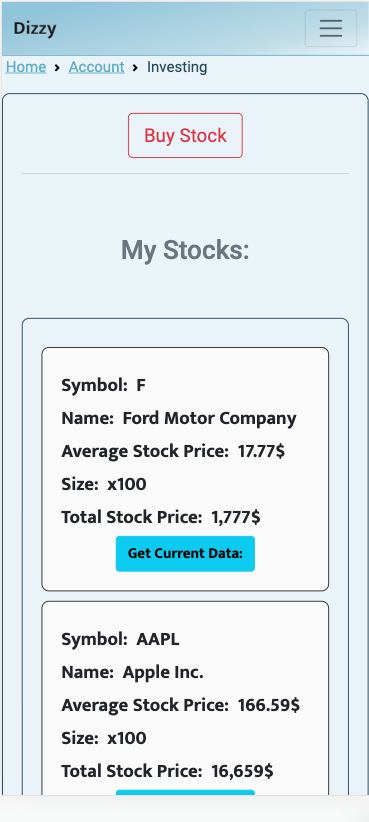 Dizzy
Home > Account > Investing
Buy Stock
My Stocks:
Symbol: F
Name: Ford Motor Company
Average Stock Price: 17.77$
Size: x100
Total Stock Price: 1,777$
Get Current Data:
Symbol: AAPL
Name: Apple Inc.
Average Stock Price: 166.59$
Size: x100
Total Stock Price: 16,659$